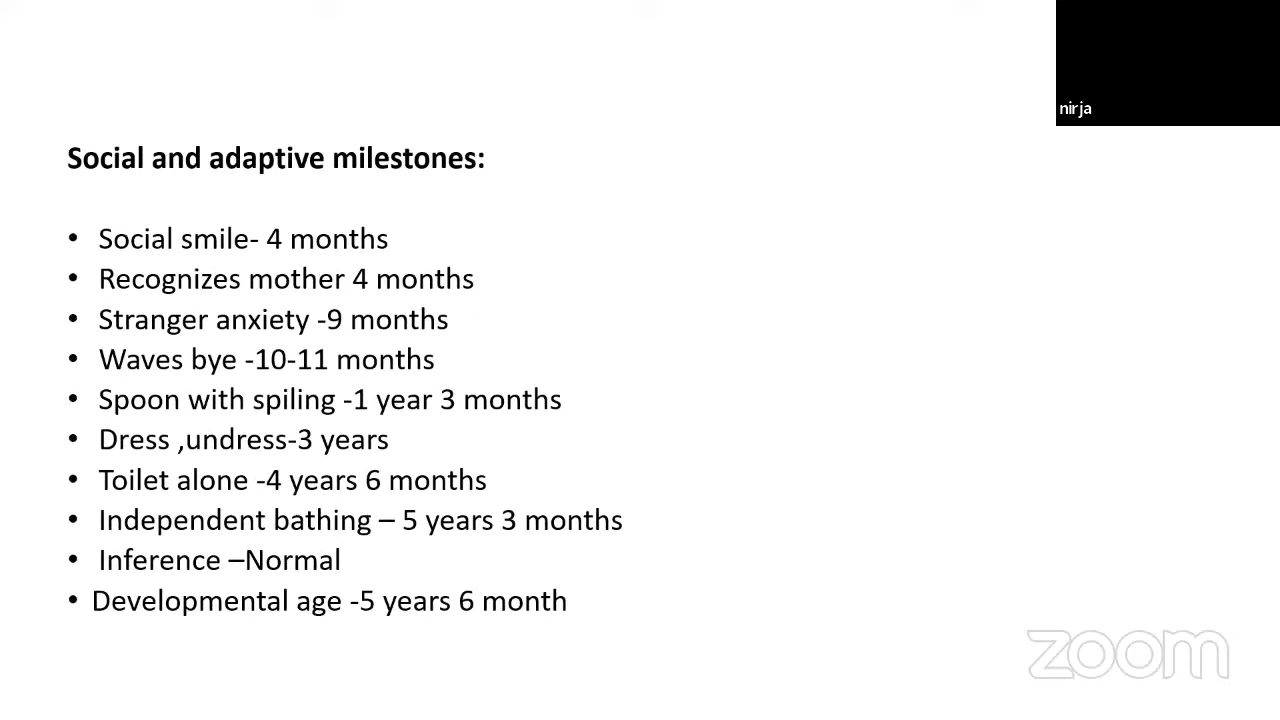 nirja
Social and adaptive milestones:
• Social smile- 4 months
• Recognizes mother 4 months
• Stranger anxiety -9 months
• Waves bye -10-11 months
• Spoon with spiling -1 year 3 months
• Dress ,undress-3 years
• Toilet alone -4 years 6 months
• Independent bathing – 5 years 3 months
• Inference –Normal
• Developmental age -5 years 6 month
zoom